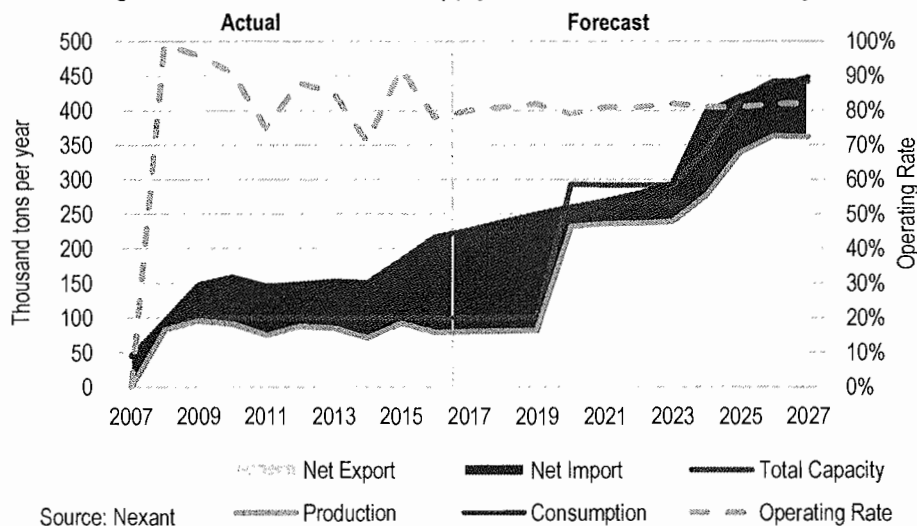 Actual Forecast
500 100%
450 90%
400 80%
350 70%
300 60%
250 50%
200 40%
150 30%
100 20%
50 10%
0 0%
Thousand tons per year
Operating Rate
2007 2009 2011 2013 2015 2017 2019 2021 2023 2025 2027
Net Export Net Import Total Capacity
Source: Nexant Production Consumption Operating Rate